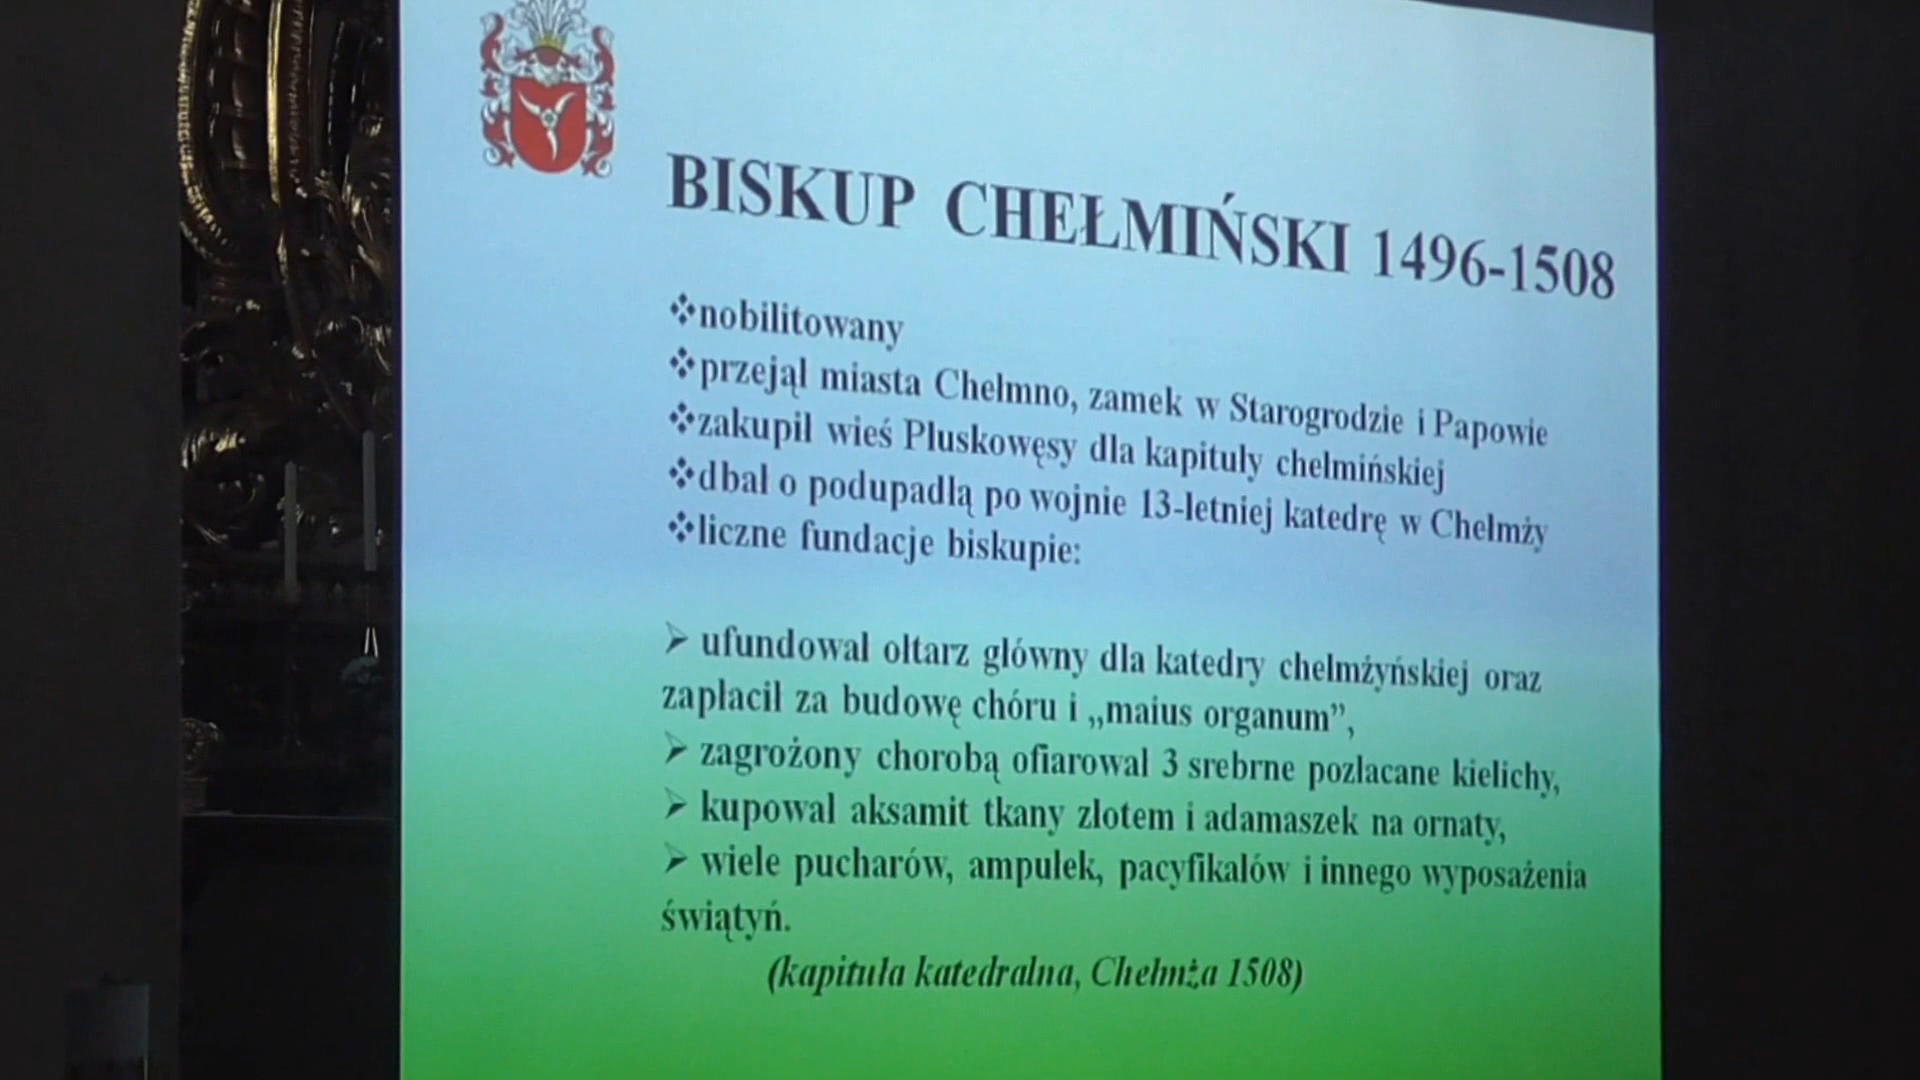 BISKUP CHEŁMIŃSKI 1496-1508
❖nobilitowany
❖przejął miasta Chełmno, zamek w Starogrodzie i Papowie
❖zakupił wieś Pluskowęsy dla kapituły chełmińskiej
❖dbał o podupadłą po wojnie 13-letniej katedrę w Chełmży
❖liczne fundacje biskupie:
➢ ufundował ołtarz główny dla katedry chełmżyńskiej oraz
zapłacił za budowę chóru i „maius organum”,
➢ zagrożony chorobą ofiarował 3 srebrne pozłacane kielichy,
➢ kupował aksamit tkany złotem i adamaszek na ornaty,
➢ wiele pucharów, ampułek, pacyfikałów i innego wyposażenia
świątyń.
(kapituła katedralna, Chełmża 1508)